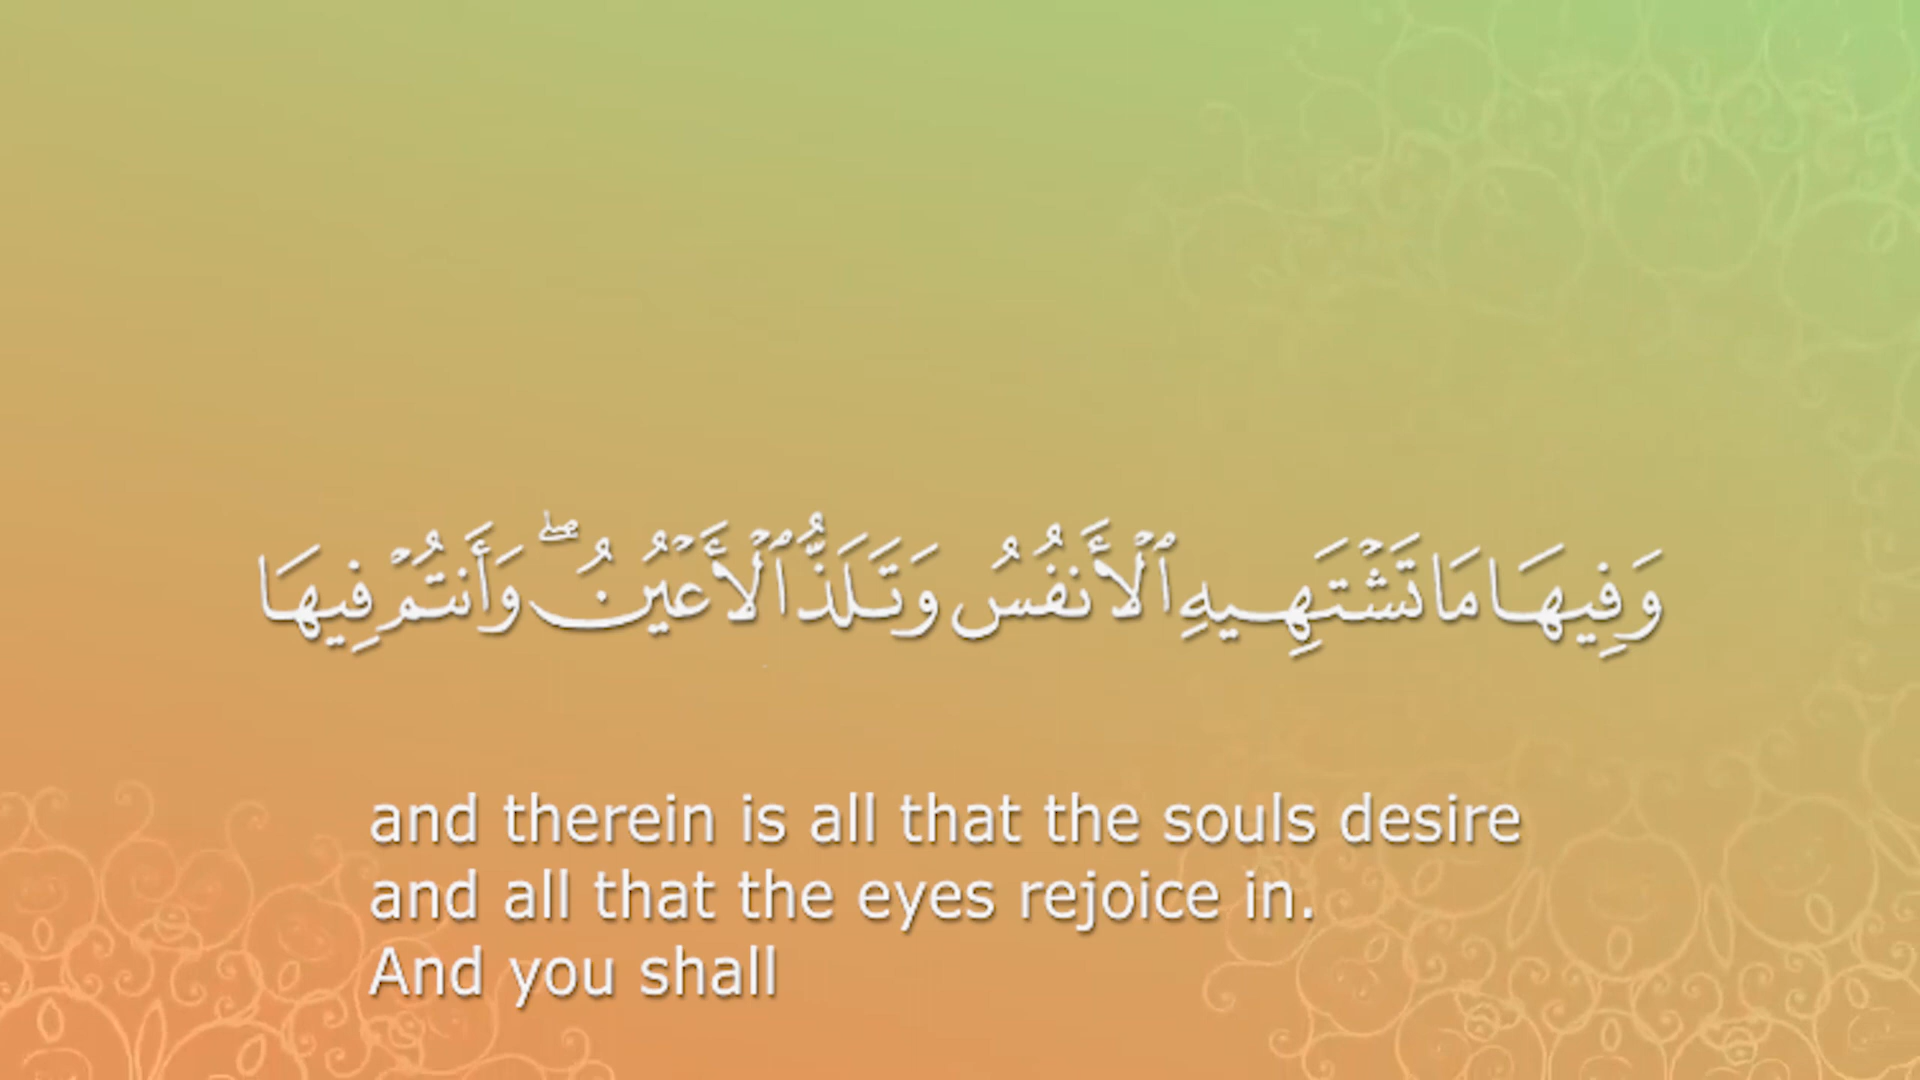 وَفِيهَا مَا تَشْتَهِيهِ ٱلْأَنفُسُ وَتَلَذُّ ٱلْأَعْيُنُ ۖ وَأَنتُمْ فِيهَا
and therein is all that the souls desire
and all that the eyes rejoice in.
And you shall